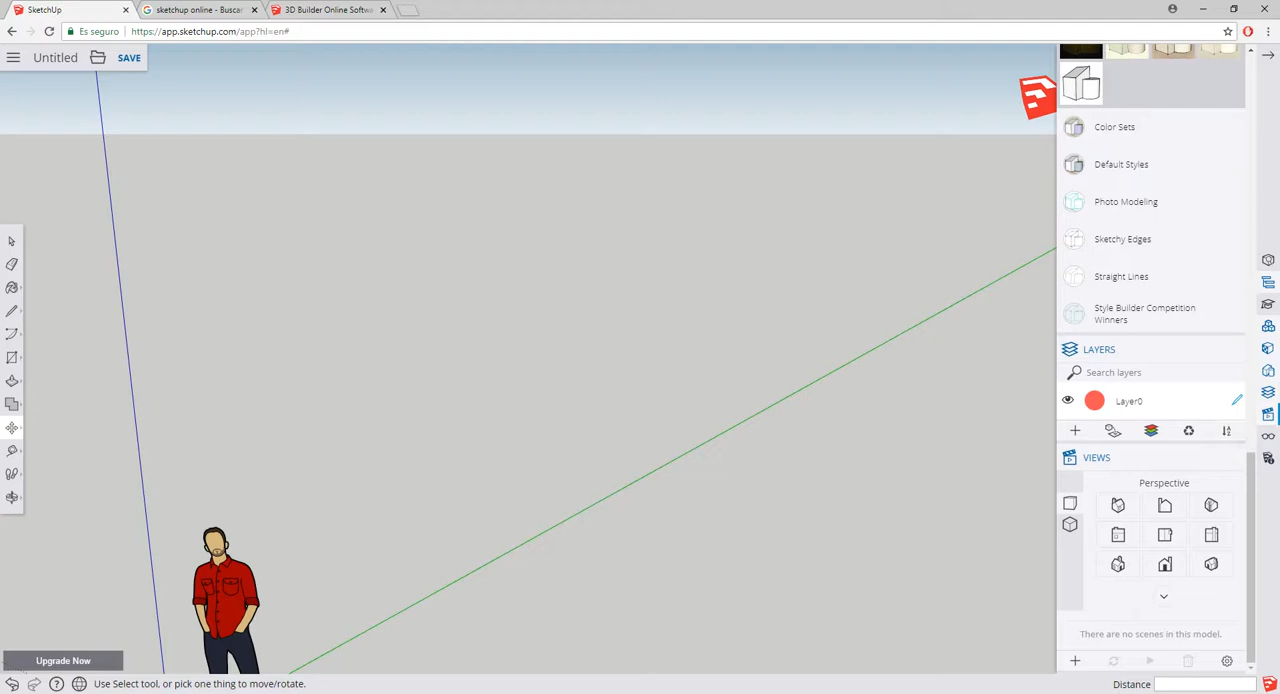 SketchUp
sketchup online - Buscar
3D Builder Online Softwa
Es seguro
https://app.sketchup.com/app?hl=en#
Untitled
SAVE
Color Sets
Default Styles
Photo Modeling
Sketchy Edges
Straight Lines
Style Builder Competition
Winners
LAYERS
Search layers
Layer0
VIEWS
Perspective
There are no scenes in this model.
Upgrade Now
Use Select tool, or pick one thing to move/rotate.
Distance